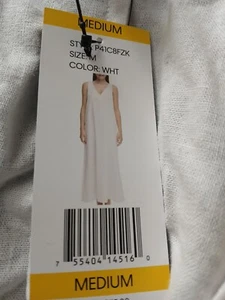 MEDIUM
STYLE: P41C8FZK
SIZE: M
COLOR: WHT
7 55404 14516 0
MEDIUM